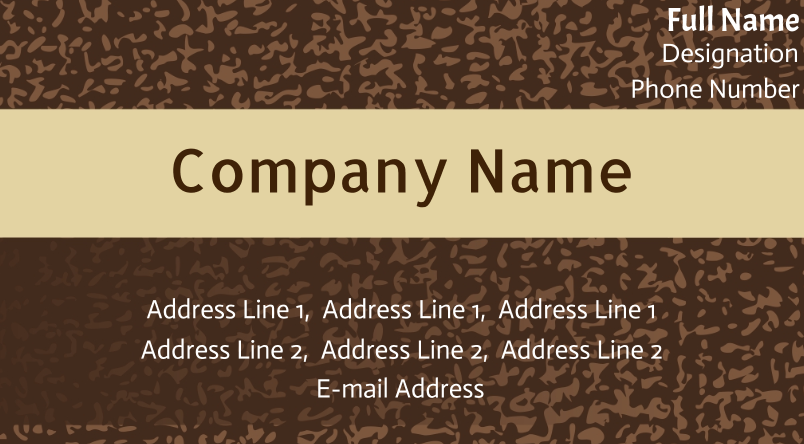 Full Name
Designation
Phone Number
Company Name
Address Line 1, Address Line 1, Address Line 1
Address Line 2, Address Line 2, Address Line 2
E-mail Address